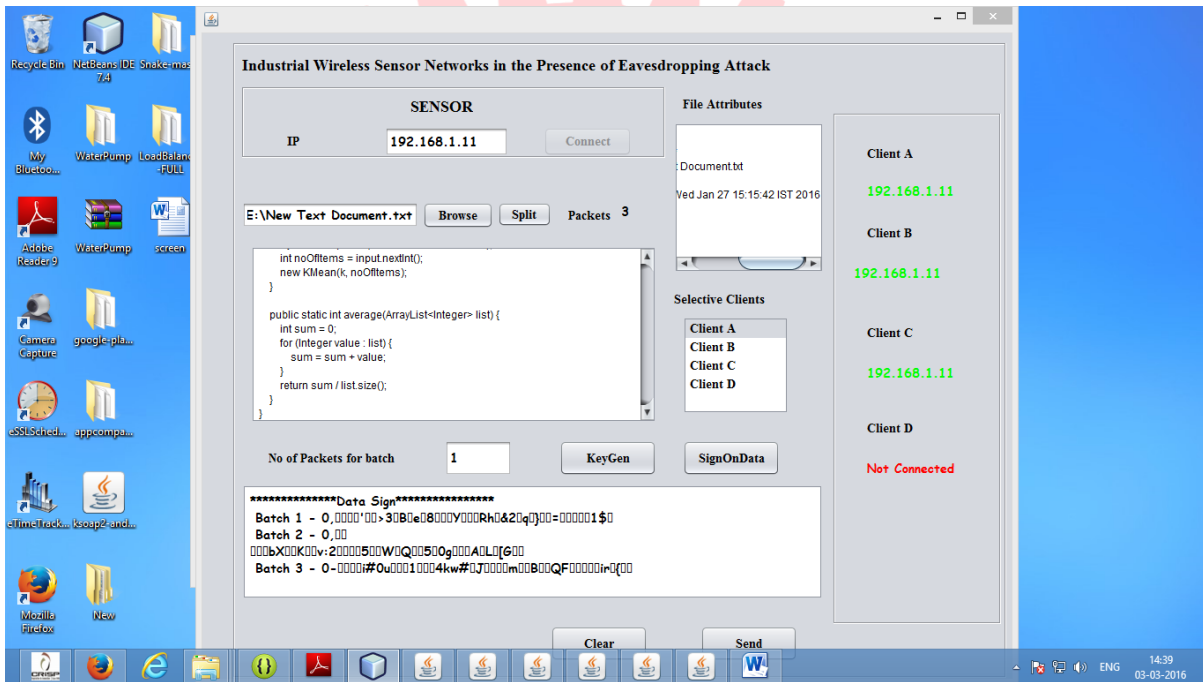 Recycle Bin
NetBeans IDE 7.4
Snake-mas
My Bluetoo...
WaterPump
LoadBalanc -FULL
Adobe Reader 9
WaterPump
screen
Camera Capture
google-pla...
eSSLSched...
appcompa...
eTimeTrack...
ksoap2-and...
Mozilla Firefox
New
Industrial Wireless Sensor Networks in the Presence of Eavesdropping Attack
SENSOR
IP
192.168.1.11
Connect
E:\New Text Document.txt
Browse
Split
Packets 3
int noOfItems = input.nextInt();
new KMean(k, noOfItems);
}
public static int average(ArrayList<Integer> list) {
int sum = 0;
for (Integer value : list) {
sum = sum + value;
}
return sum / list.size();
}
}
File Attributes
: Document.txt
Wed Jan 27 15:15:42 IST 2016
Selective Clients
Client A
Client B
Client C
Client D
Client A
192.168.1.11
Client B
192.168.1.11
Client C
192.168.1.11
Client D
Not Connected
No of Packets for batch
1
KeyGen
SignOnData
**************Data Sign****************
Batch 1 - 0,
Batch 2 - 0,
Batch 3 - 0-
Clear
Send
CRISP
ENG
14:39
03-03-2016